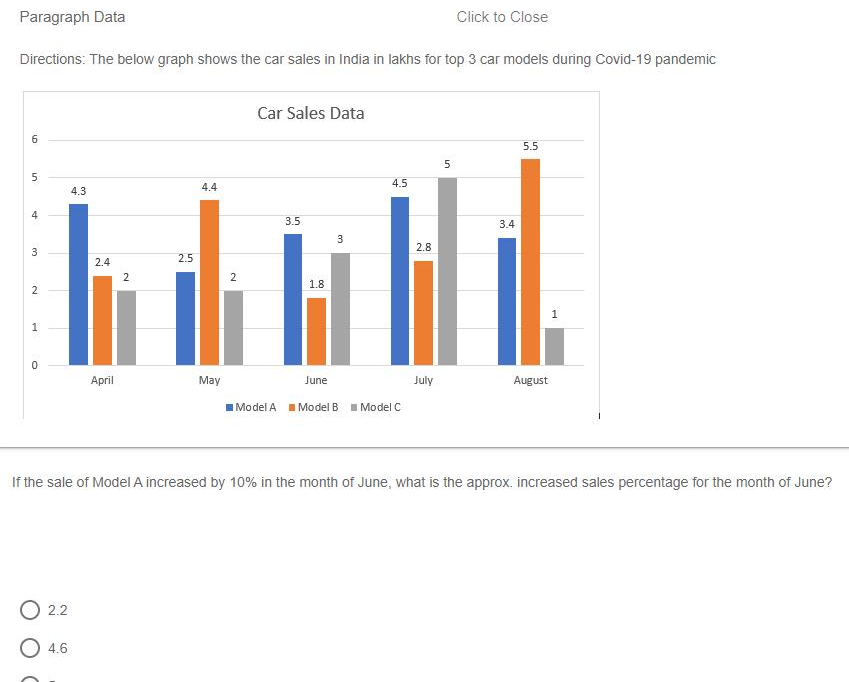 Paragraph Data
Click to Close
Directions: The below graph shows the car sales in India in lakhs for top 3 car models during Covid-19 pandemic
Car Sales Data
6
5
4
3
2
1
0
4.3
2.4
2
2.5
4.4
2
3.5
1.8
3
4.5
2.8
5
3.4
5.5
1
April
May
June
July
August
Model A
Model B
Model C
If the sale of Model A increased by 10% in the month of June, what is the approx. increased sales percentage for the month of June?
2.2
4.6